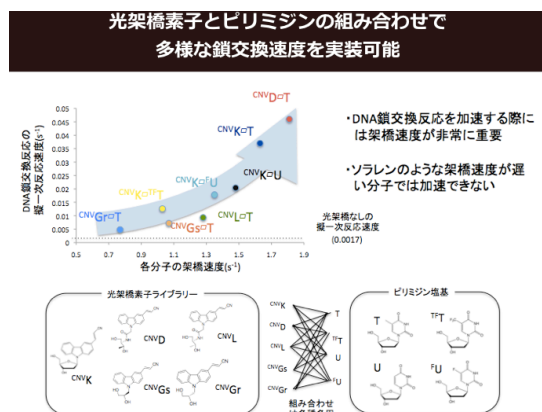 光架橋素子とピリミジンの組み合わせで
多様な鎖交換速度を実装可能
DNA鎖交換反応の
擬一次反応速度(s-1)
0.05
0.045
0.04
0.035
0.03
0.025
0.02
0.015
0.01
0.005
0
0.5
0.7
0.9
1.1
1.3
1.5
1.7
1.9
各分子の架橋速度(s-1)
CNVD□T
CNVK□T
CNVK□FU
CNVK□U
CNVK□TFT
CNVGr□T
CNVGs□T
CNVL□T
光架橋なしの
擬一次反応速度
(0.0017)
・DNA鎖交換反応を加速する際に
は架橋速度が非常に重要
・ソラレンのような架橋速度が遅
い分子では加速できない
光架橋素子ライブラリー
CNVK
CNVD
CNVL
CNVGs
CNVGr
CNVK
CNVD
CNVL
CNVGs
CNVGr
T
TFT
U
FU
組み合わせ
ピリミジン塩基
T
TFT
U
FU